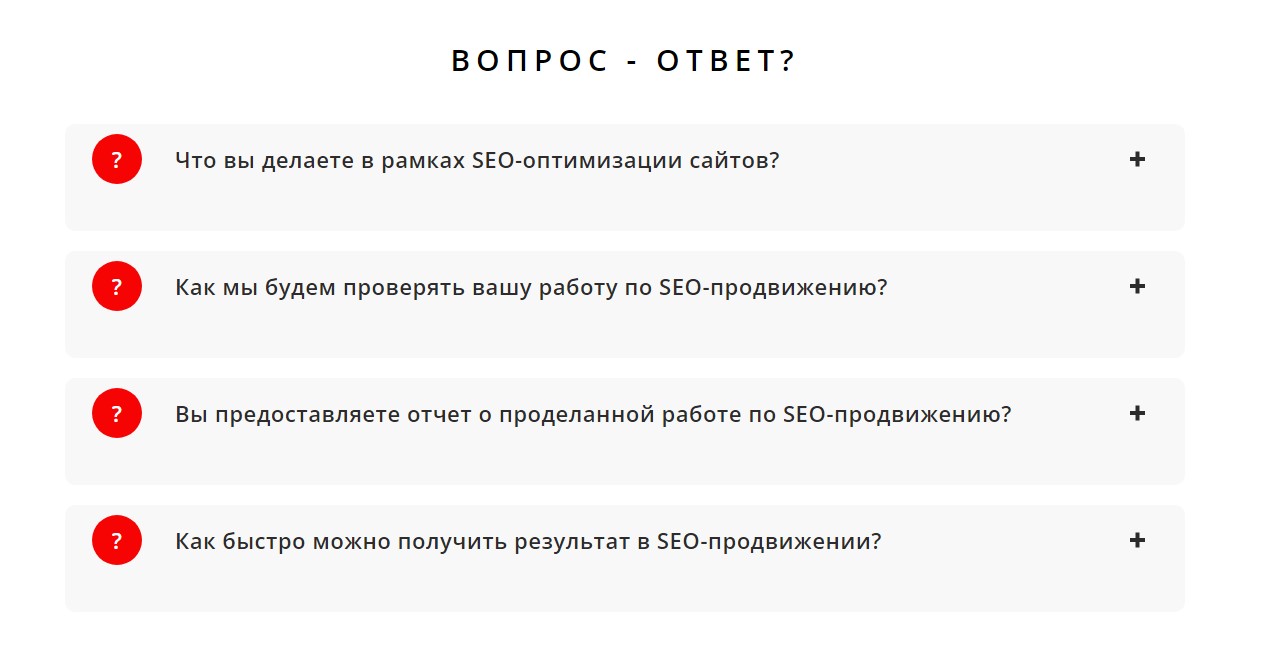 ВОПРОС - ОТВЕТ?
? Что вы делаете в рамках SEO-оптимизации сайтов? +
? Как мы будем проверять вашу работу по SEO-продвижению? +
? Вы предоставляете отчет о проделанной работе по SEO-продвижению? +
? Как быстро можно получить результат в SEO-продвижении? +